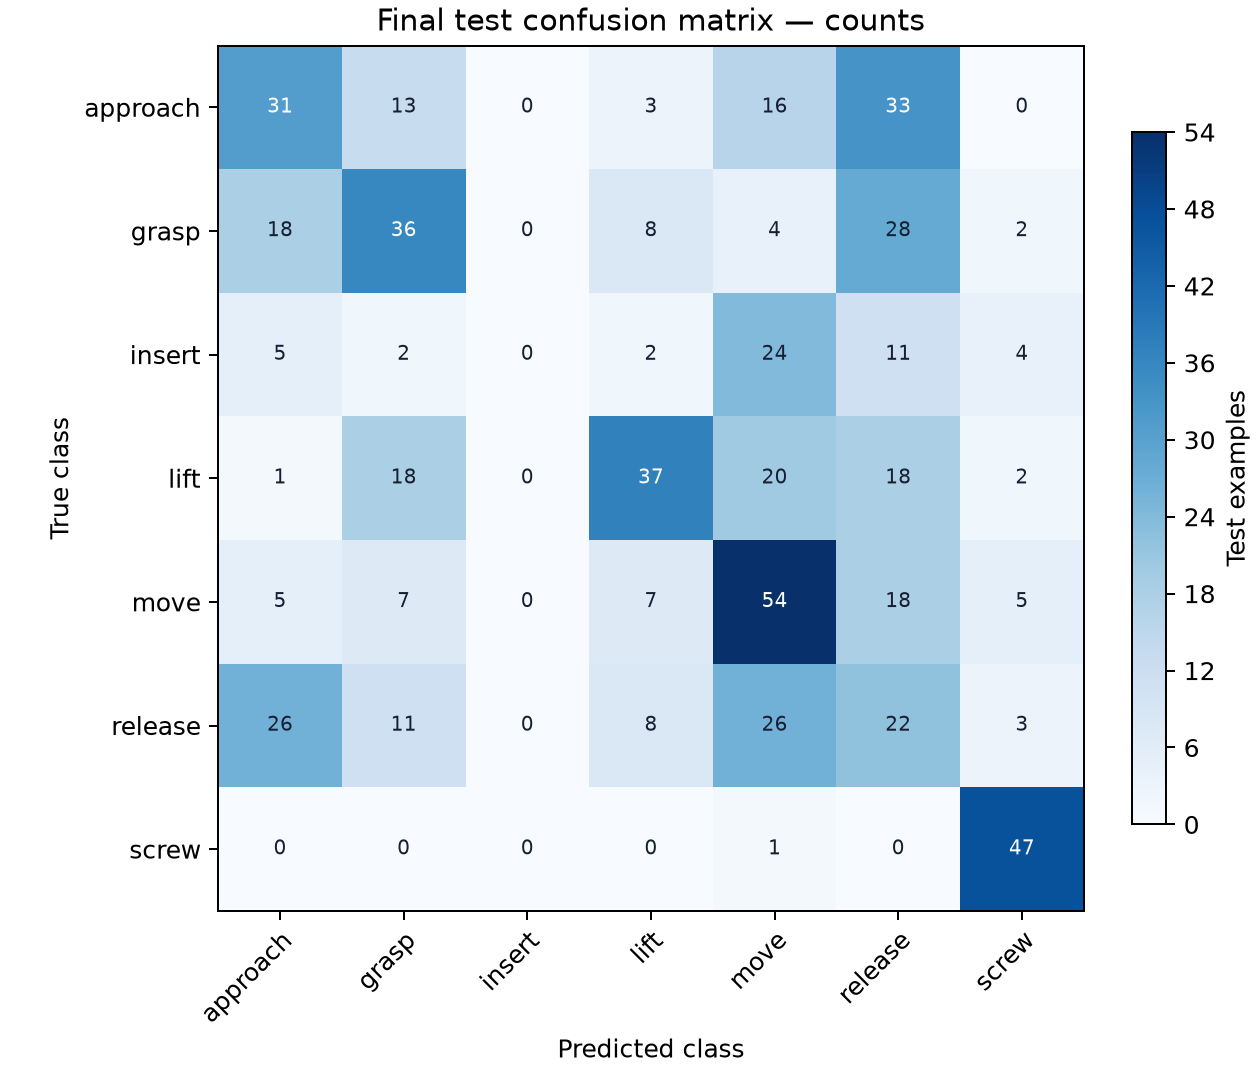 Final test confusion matrix — counts
approach 31 13 0 3 16 33 0
grasp 18 36 0 8 4 28 2
insert 5 2 0 2 24 11 4
lift 1 18 0 37 20 18 2
move 5 7 0 7 54 18 5
release 26 11 0 8 26 22 3
screw 0 0 0 0 1 0 47
approach grasp insert lift move release screw
Predicted class
True class
54
48
42
36
30
24
18
12
6
0
Test examples